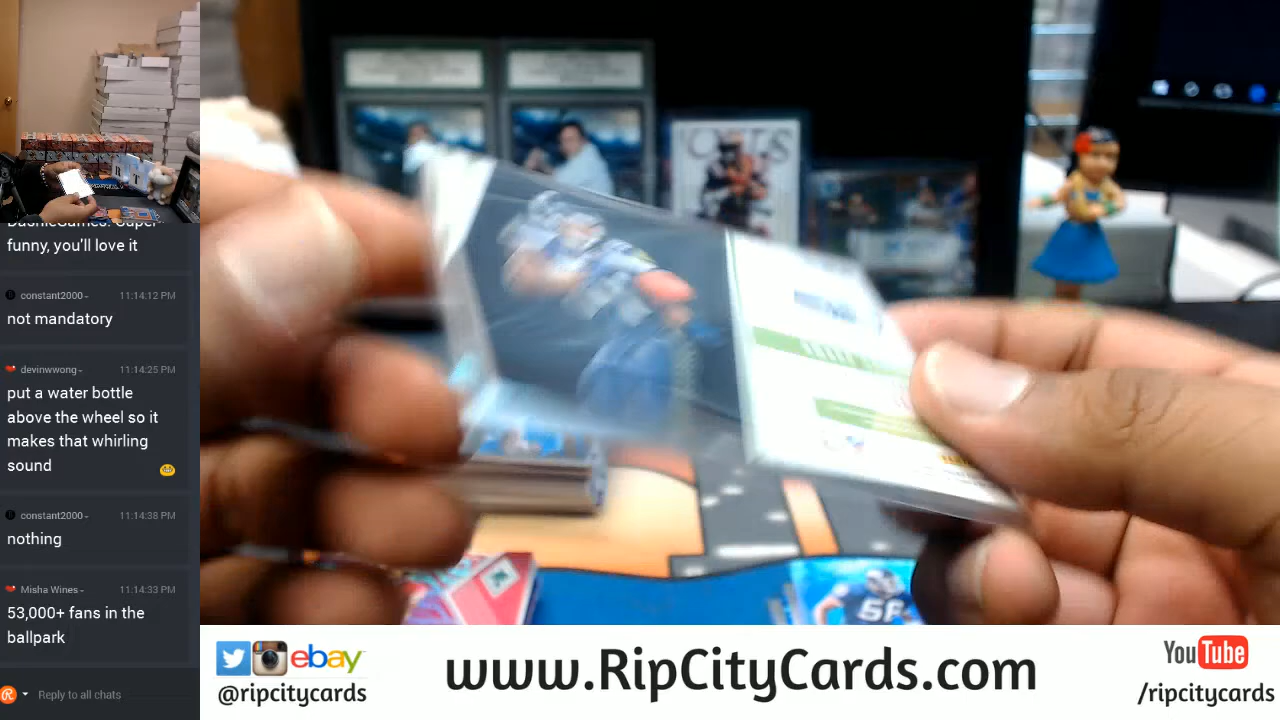 funny, you'll love it
constant2000- 11:14:12 PM
not mandatory
devinwwong- 11:14:25 PM
put a water bottle
above the wheel so it
makes that whirling
sound
constant2000- 11:14:38 PM
nothing
Misha Wines- 11:14:33 PM
53,000+ fans in the
ballpark
Reply to all chats
58
ebay
@ripcitycards
www.RipCityCards.com
YouTube
/ripcitycards